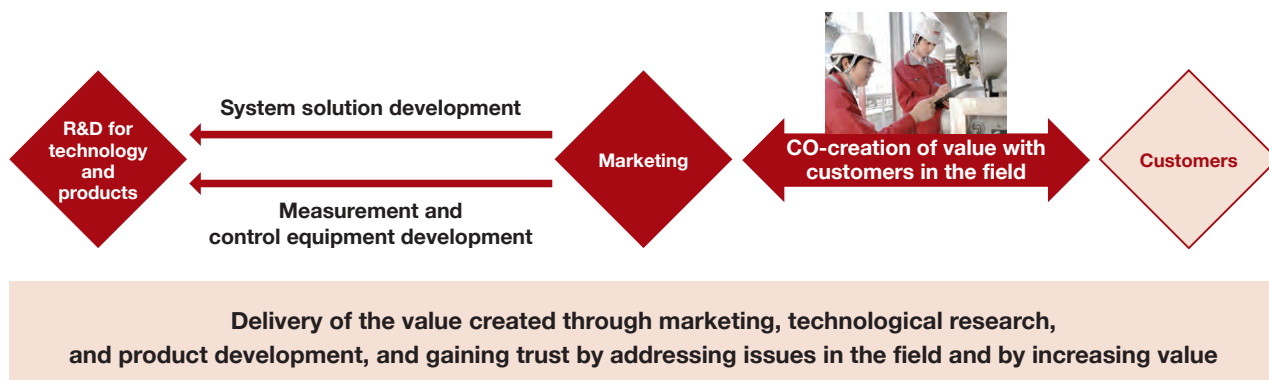 R&D for
technology
and
products
System solution development
Measurement and
control equipment development
Marketing
CO-creation of value with
customers in the field
Customers
Delivery of the value created through marketing, technological research,
and product development, and gaining trust by addressing issues in the field and by increasing value